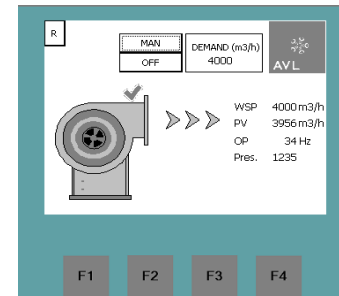 R
MAN
OFF
DEMAND (m3/h)
4000
AVL
WSP 4000 m3/h
PV 3956 m3/h
OP 34 Hz
Pres. 1235
F1 F2 F3 F4